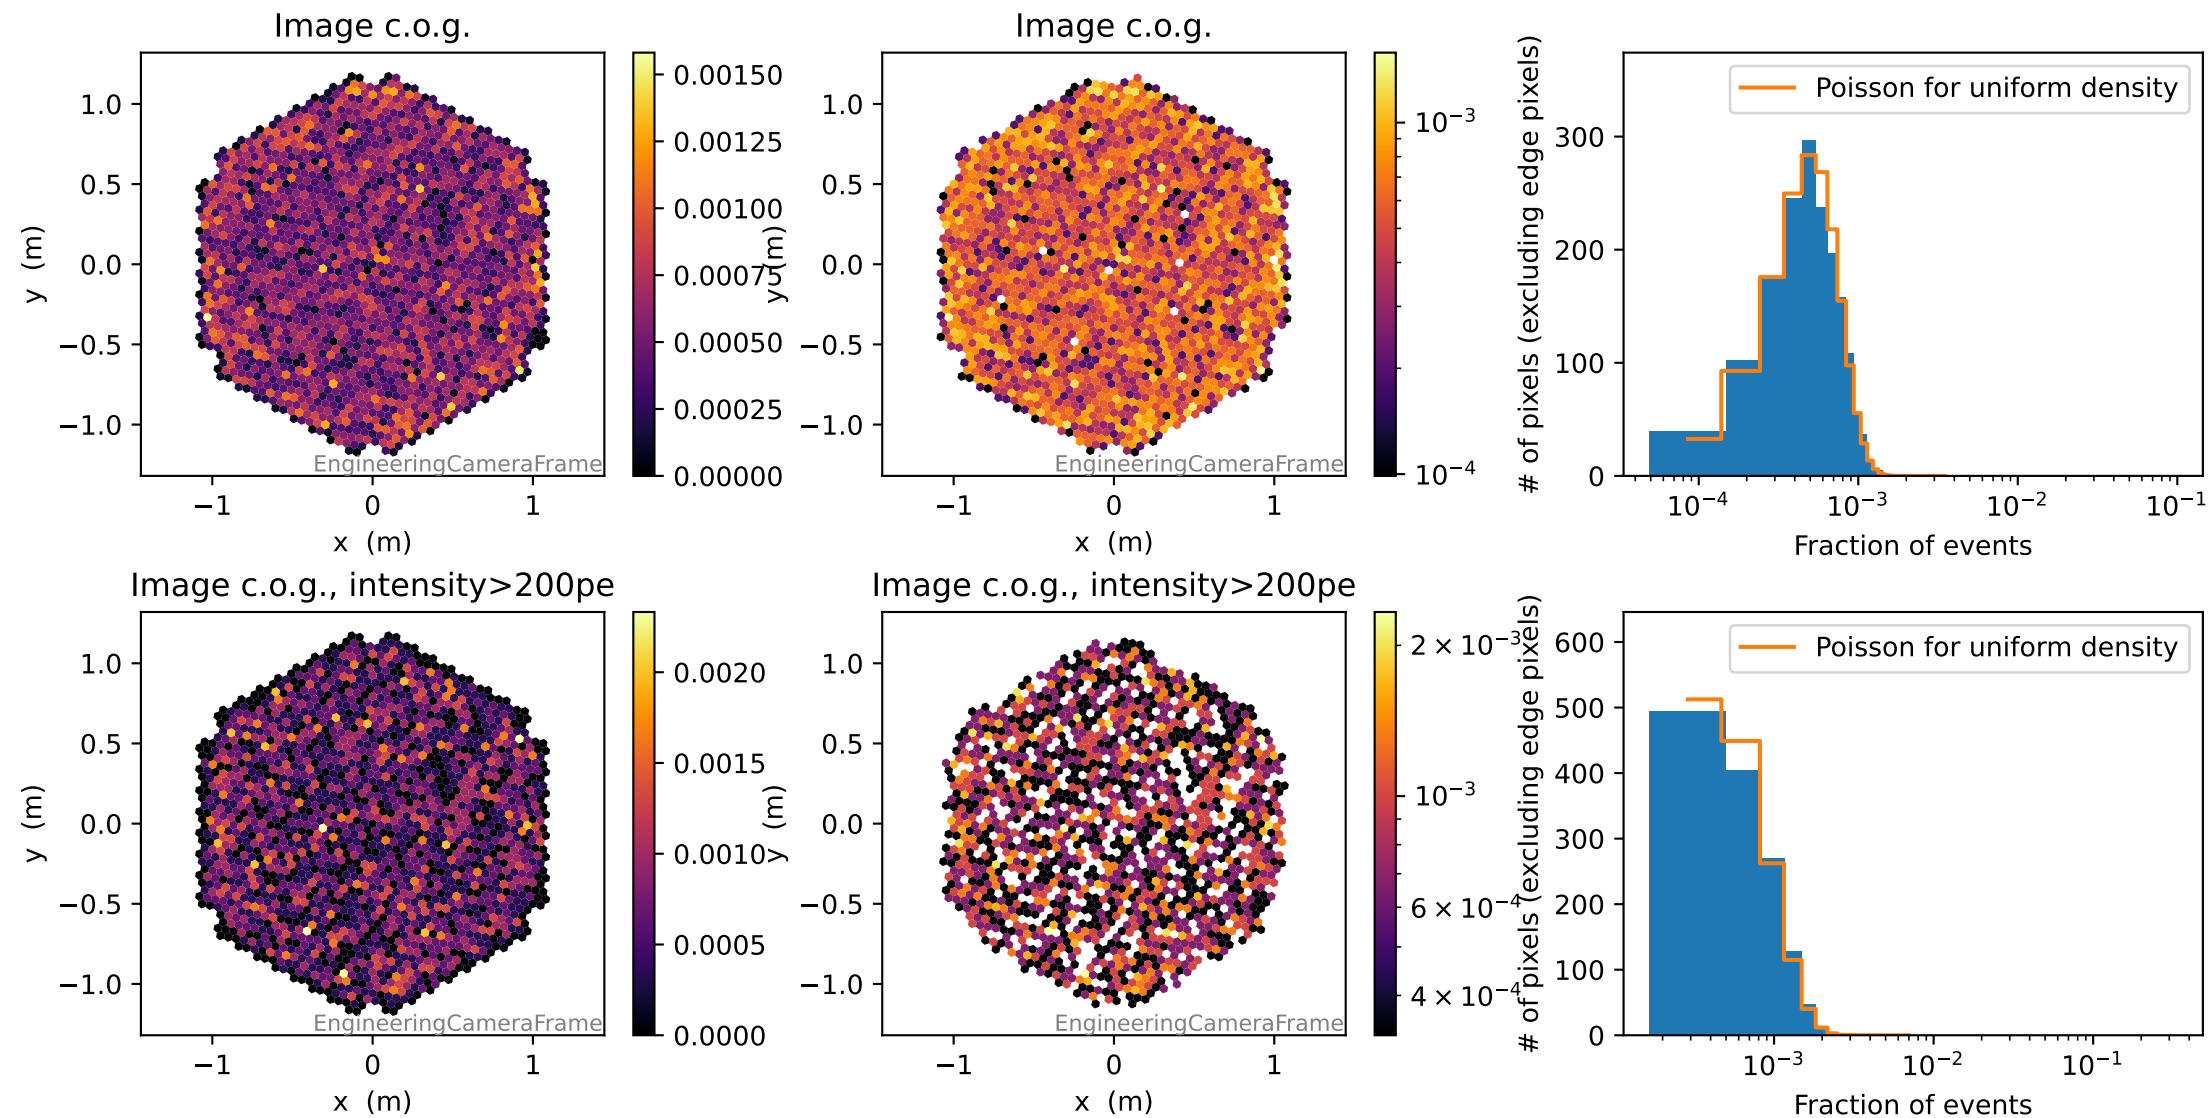 Image c.o.g.
1.0
0.5
0.0
−0.5
−1.0
y (m)
−1
0
1
x (m)
EngineeringCameraFrame
0.00150
0.00125
0.00100
0.00075
0.00050
0.00025
0.00000
Image c.o.g.
1.0
0.5
0.0
−0.5
−1.0
y (m)
−1
0
1
x (m)
EngineeringCameraFrame
10⁻³
10⁻⁴
Poisson for uniform density
# of pixels (excluding edge pixels)
300
200
100
0
10⁻⁴
10⁻³
10⁻²
10⁻¹
Fraction of events
Image c.o.g., intensity>200pe
1.0
0.5
0.0
−0.5
−1.0
y (m)
−1
0
1
x (m)
EngineeringCameraFrame
0.0020
0.0015
0.0010
0.0005
0.0000
Image c.o.g., intensity>200pe
1.0
0.5
0.0
−0.5
−1.0
y (m)
−1
0
1
x (m)
EngineeringCameraFrame
2 × 10⁻³
10⁻³
6 × 10⁻⁴
4 × 10⁻⁴
Poisson for uniform density
# of pixels (excluding edge pixels)
600
500
400
300
200
100
0
10⁻³
10⁻²
10⁻¹
Fraction of events